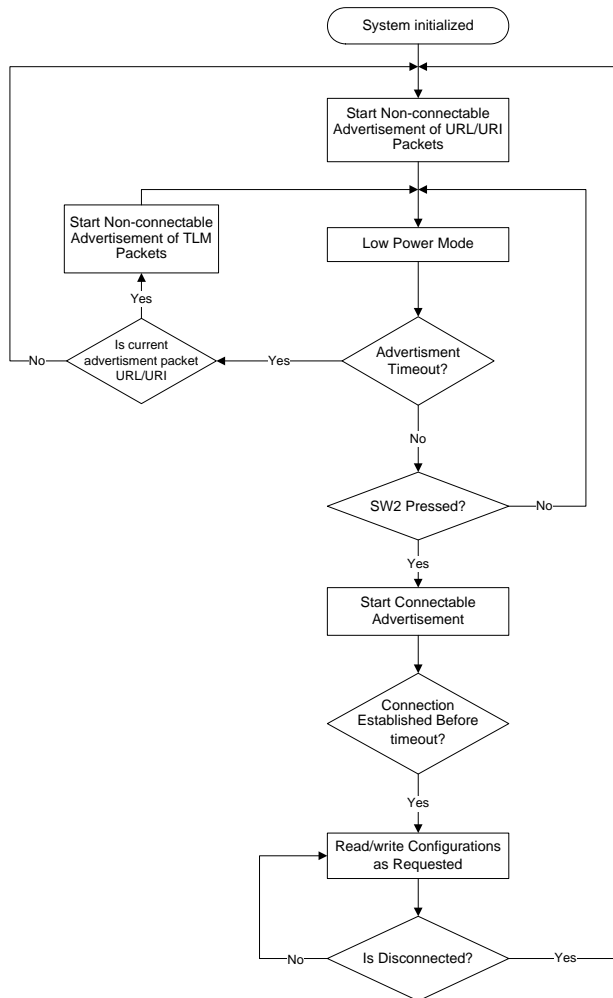 System initialized
Start Non-connectable
Advertisement of URL/URI
Packets
Start Non-connectable
Advertisement of TLM
Packets
Low Power Mode
Yes
Is current
advertisment packet
URL/URI
No
Yes
Advertisment
Timeout?
No
SW2 Pressed?
No
Yes
Start Connectable
Advertisement
Connection
Established Before
timeout?
Yes
Read/write Configurations
as Requested
No
Is Disconnected?
Yes